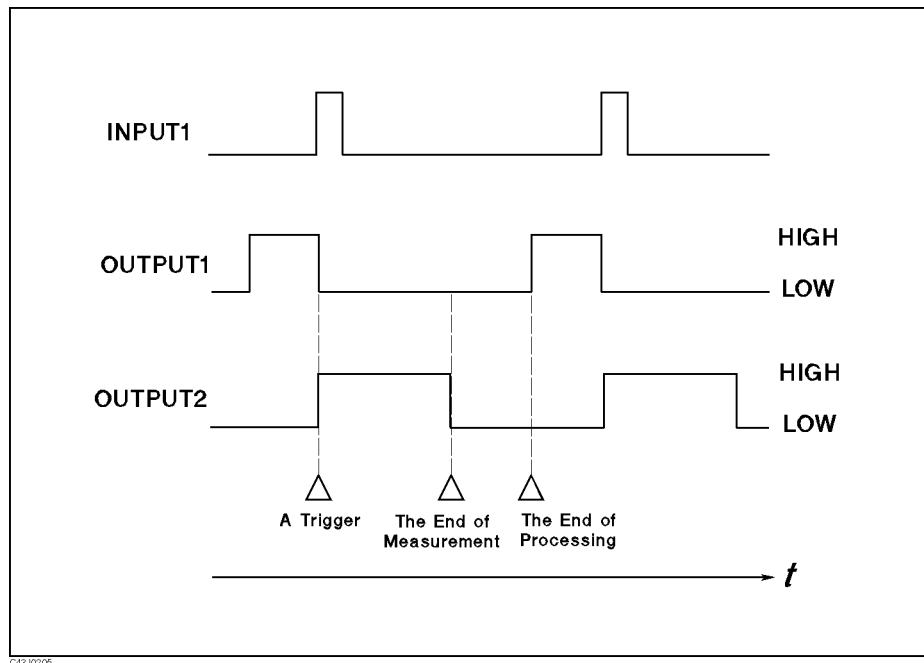 INPUT1
OUTPUT1
HIGH
LOW
OUTPUT2
HIGH
LOW
A Trigger
The End of
Measurement
The End of
Processing
t